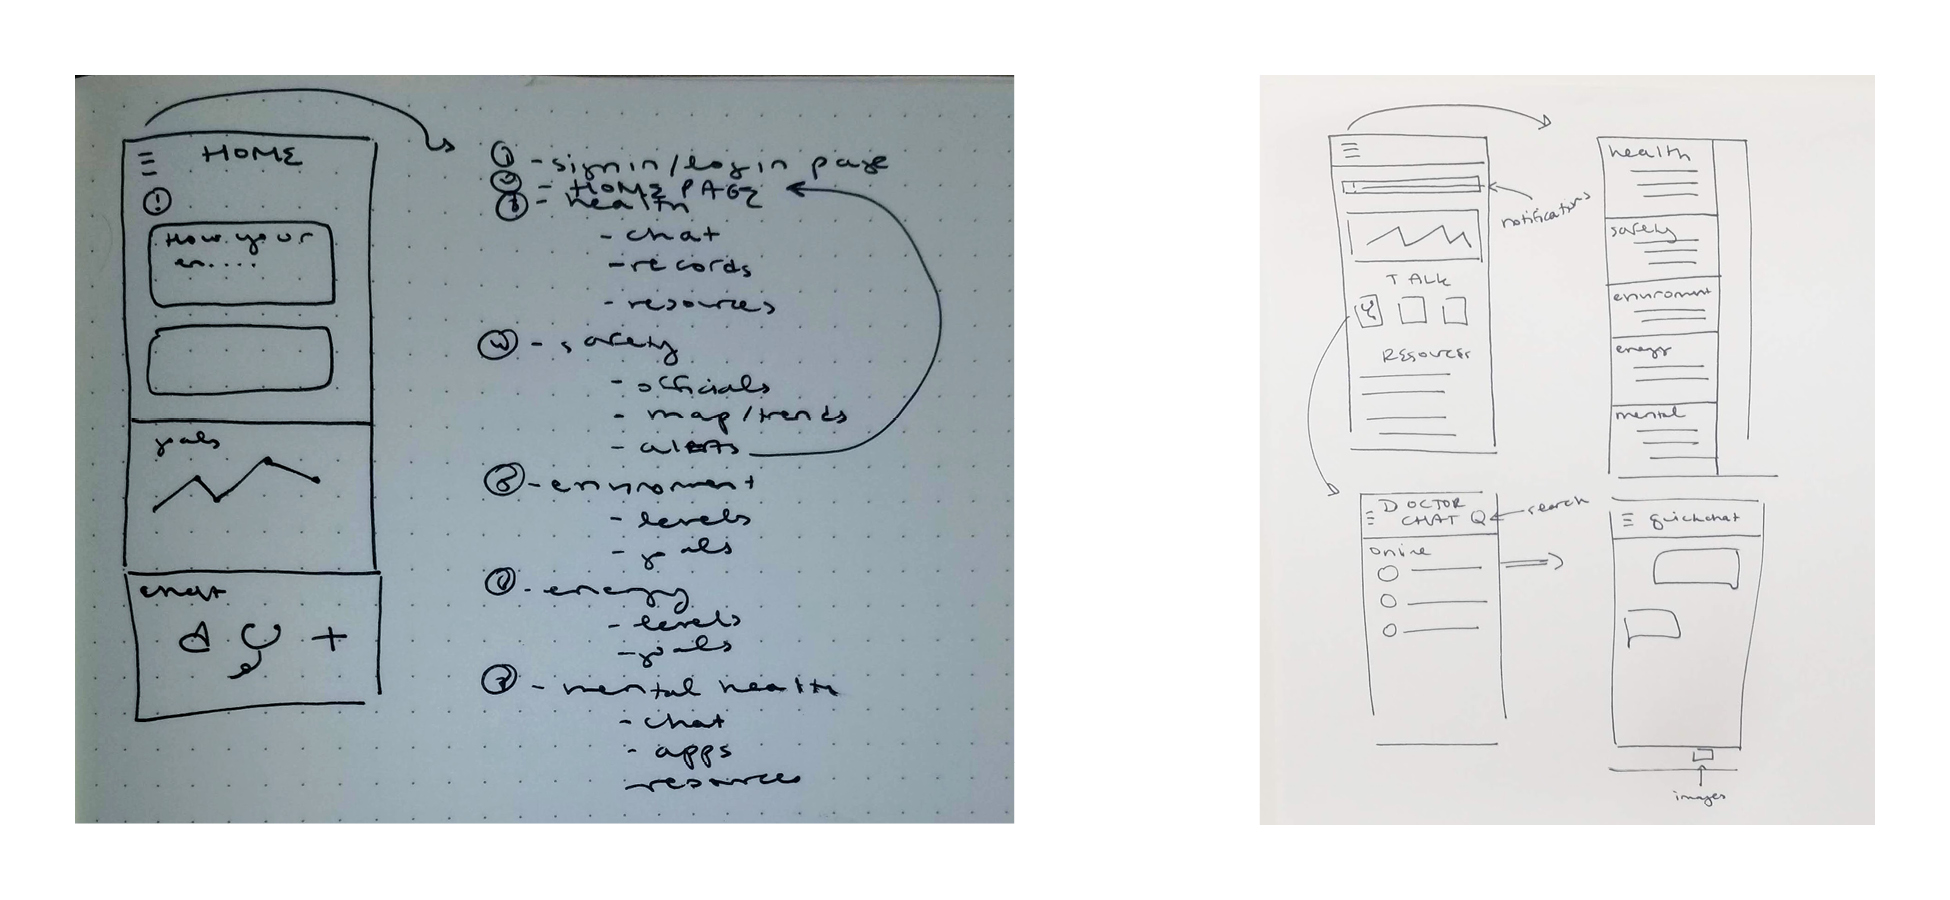 HOME
!
How your
en....
goals
chat
① - signin/login page
② - HOME PAGE
③ - health
- chat
- records
- resources
④ - safety
- officials
- map/trends
- alerts
⑤ - enviroment
- levels
- goals
⑥ - energy
- levels
- goals
⑦ - mental health
- chat
- apps
- resources
!
notifications
TALK
RESOURCES
health
safety
enviroment
energy
mental
DOCTOR
CHAT
search
online
quickchat
images